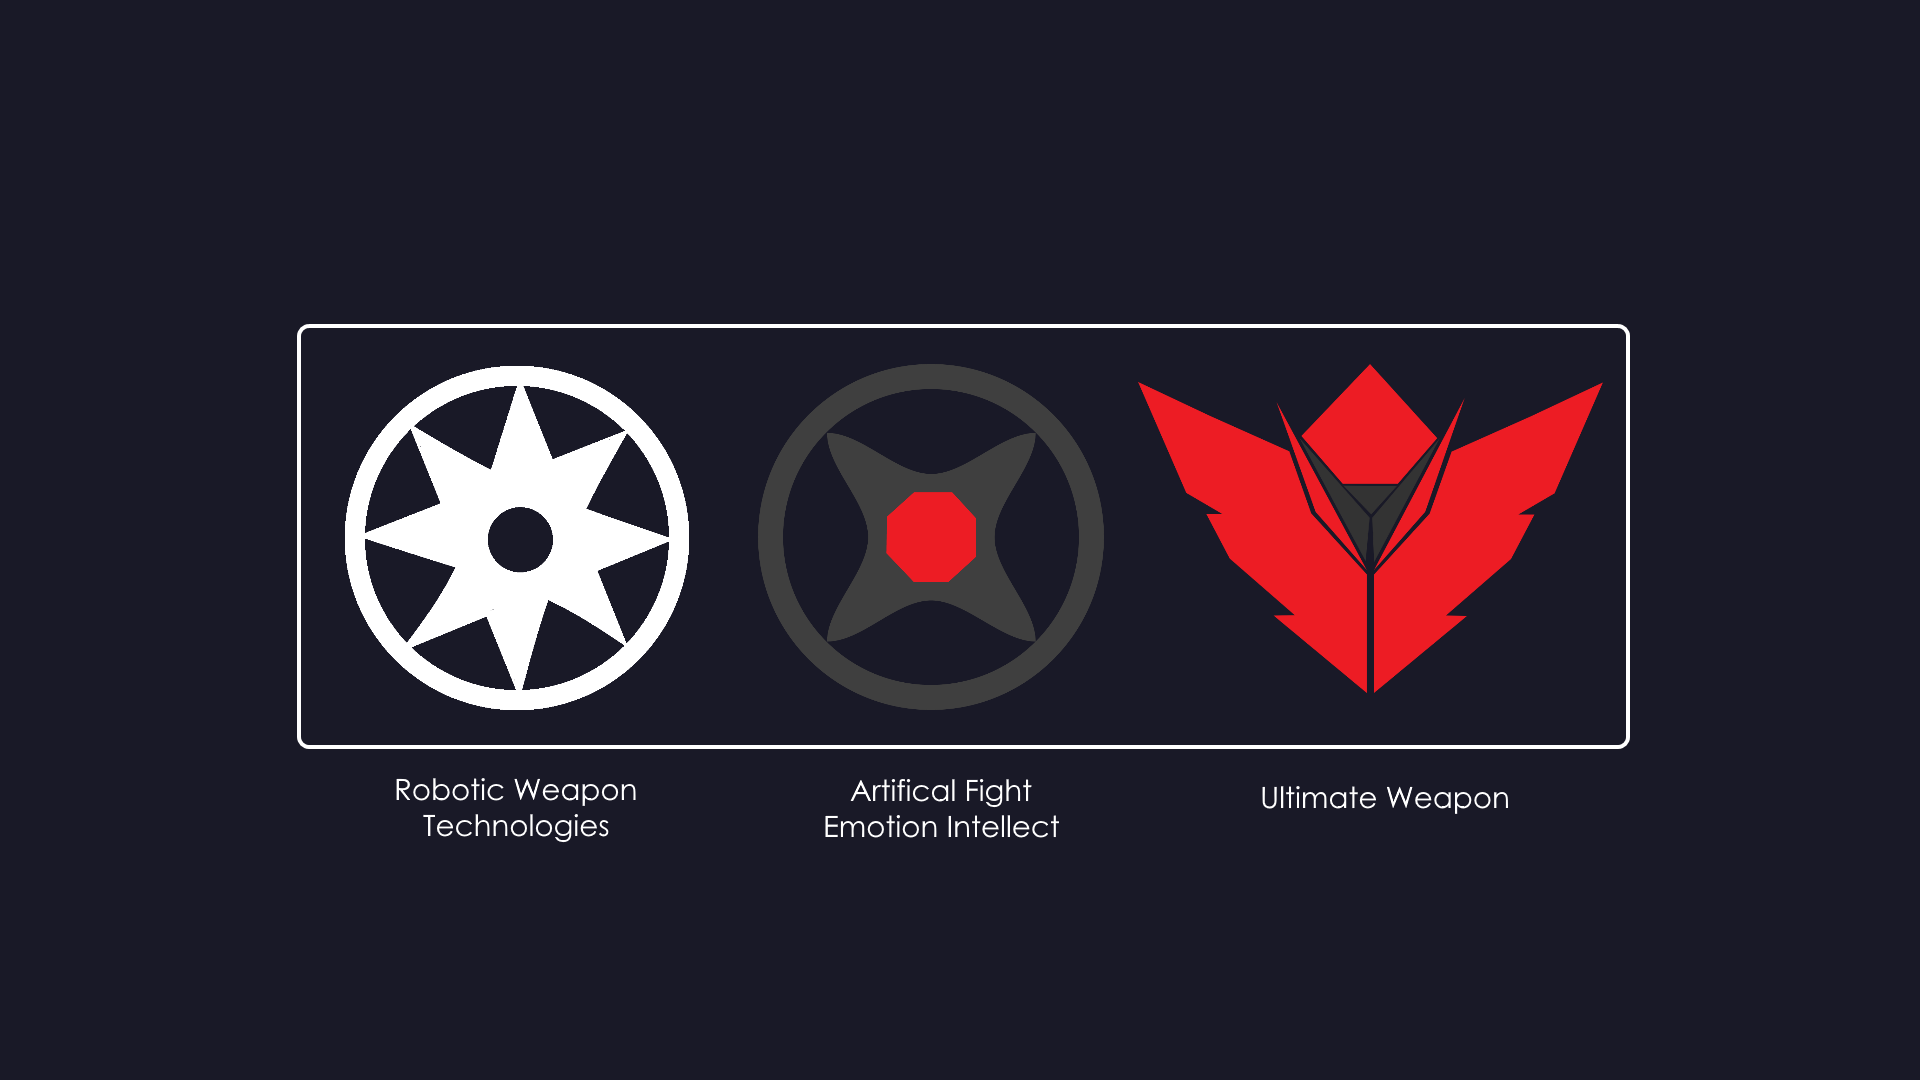 Robotic Weapon
Technologies
Artifical Fight
Emotion Intellect
Ultimate Weapon